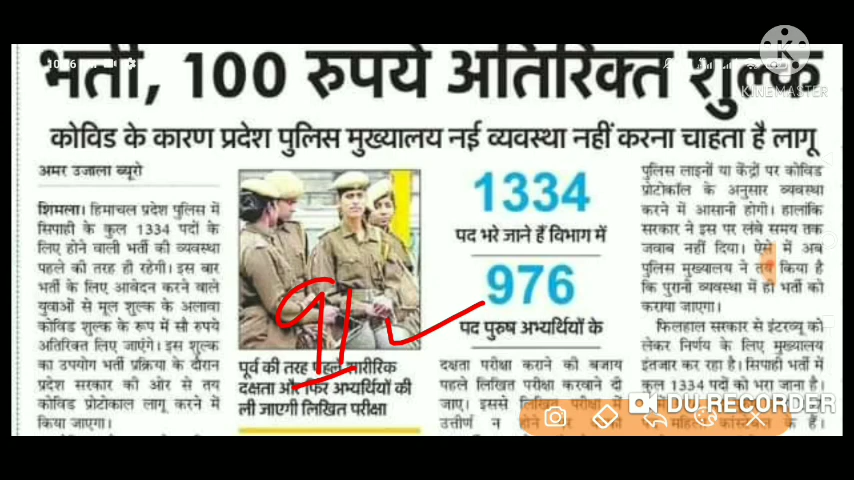 भर्ती, 100 रुपये अतिरिक्त शुल्क
KINEMASTER
कोविड के कारण प्रदेश पुलिस मुख्यालय नई व्यवस्था नहीं करना चाहता है लागू
अमर उजाला ब्यूरो
शिमला। हिमाचल प्रदेश पुलिस में
सिपाही के कुल 1334 पदों के
लिए होने वाली भर्ती की व्यवस्था
पहले की तरह ही रहेगी। इस बार
भर्ती के लिए आवेदन करने वाले
युवाओं से मूल शुल्क के अलावा
कोविड शुल्क के रूप में सौ रुपये
अतिरिक्त लिए जाएंगे। इस शुल्क
का उपयोग भर्ती प्रक्रिया के दौरान
प्रदेश सरकार की ओर से तय
कोविड प्रोटोकाल लागू करने में
किया जाएगा।
पूर्व की तरह पहले शारीरिक
दक्षता और फिर अभ्यर्थियों की
ली जाएगी लिखित परीक्षा
1334
पद भरे जाने हैं विभाग में
976
पद पुरुष अभ्यर्थियों के
दक्षता परीक्षा कराने की बजाय
पहले लिखित परीक्षा करवाने दी
जाए। इससे लिखित परीक्षा में
उत्तीर्ण न होने
पुलिस लाइनों या केंद्रों पर कोविड
प्रोटोकॉल के अनुसार व्यवस्था
करने में आसानी होगी। हालांकि
सरकार ने इस पर लंबे समय तक
जवाब नहीं दिया। ऐसे में अब
पुलिस मुख्यालय ने तय किया है
कि पुरानी व्यवस्था में ही भर्ती को
कराया जाएगा।
फिलहाल सरकार से इंटरव्यू को
लेकर निर्णय के लिए मुख्यालय
इंतजार कर रहा है। सिपाही भर्ती में
कुल 1334 पदों को भरा जाना है।
DU RECORDER
महिला कांस्टेबल के हैं।